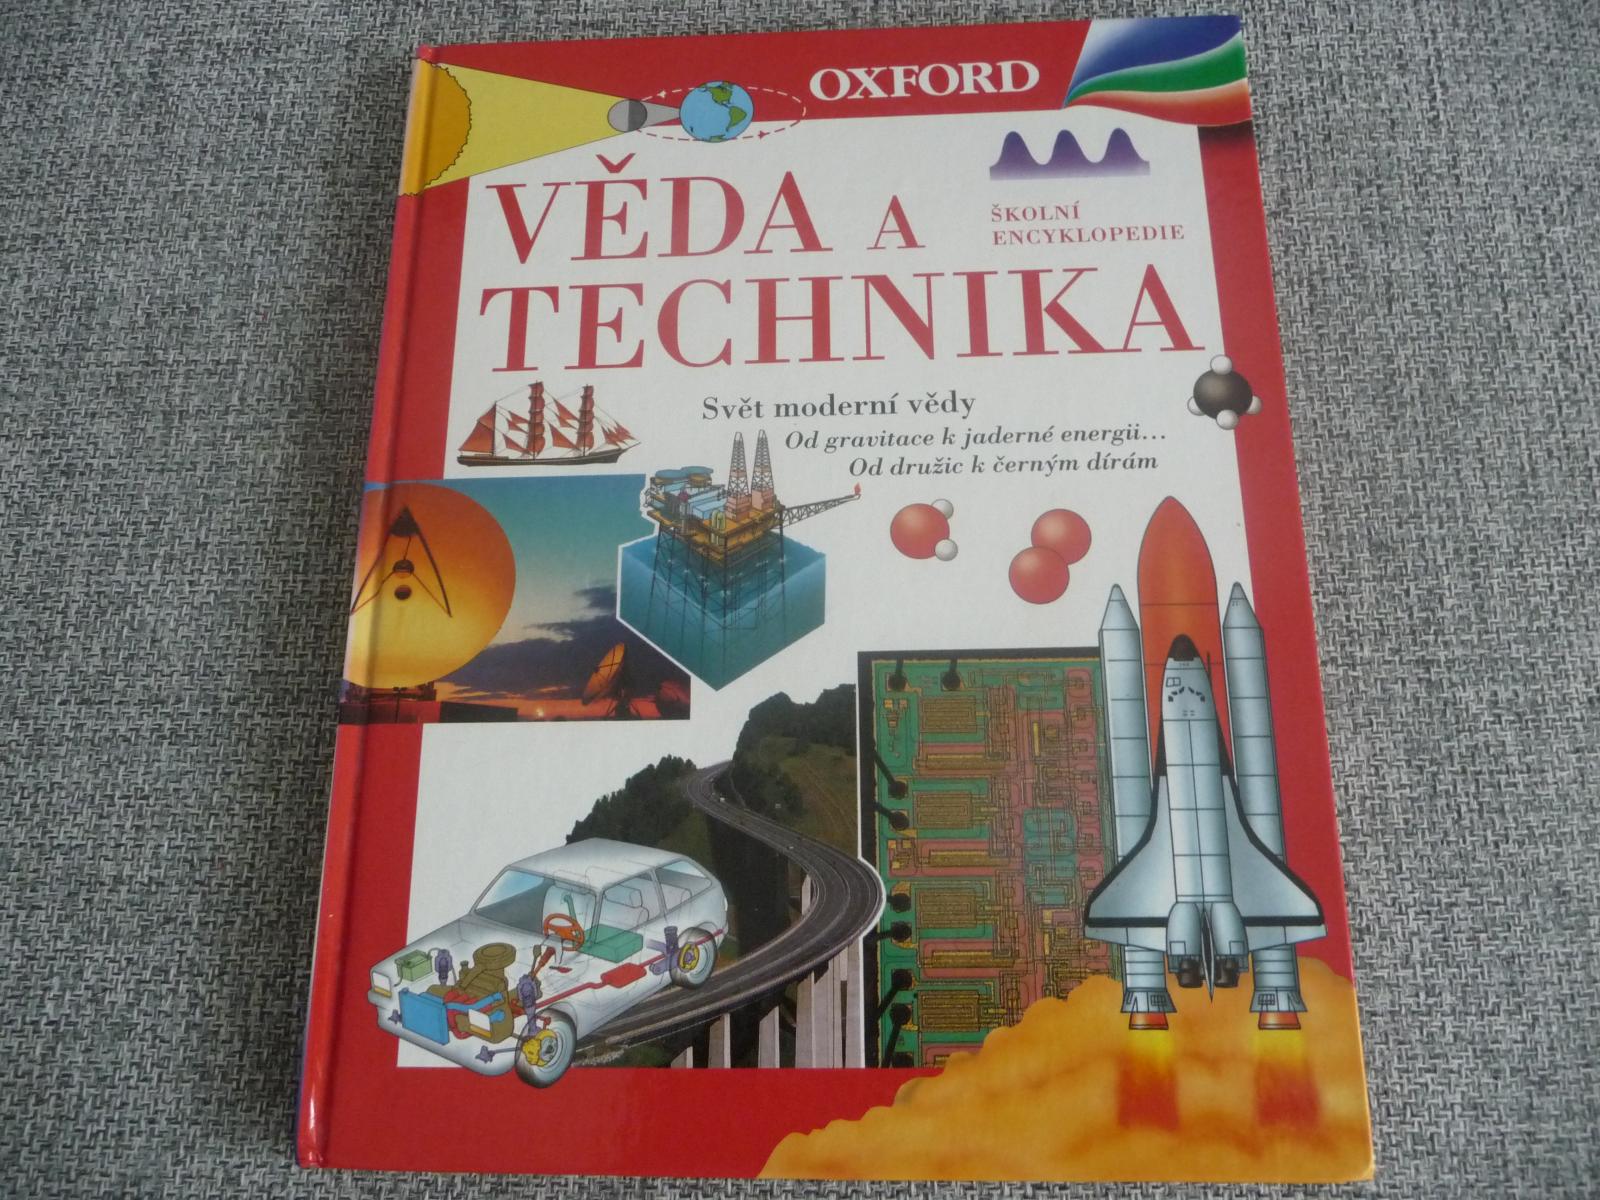 OXFORD
VĚDA A
ŠKOLNÍ
ENCYKLOPEDIE
TECHNIKA
Svět moderní vědy
Od gravitace k jaderné energii...
Od družic k černým dírám